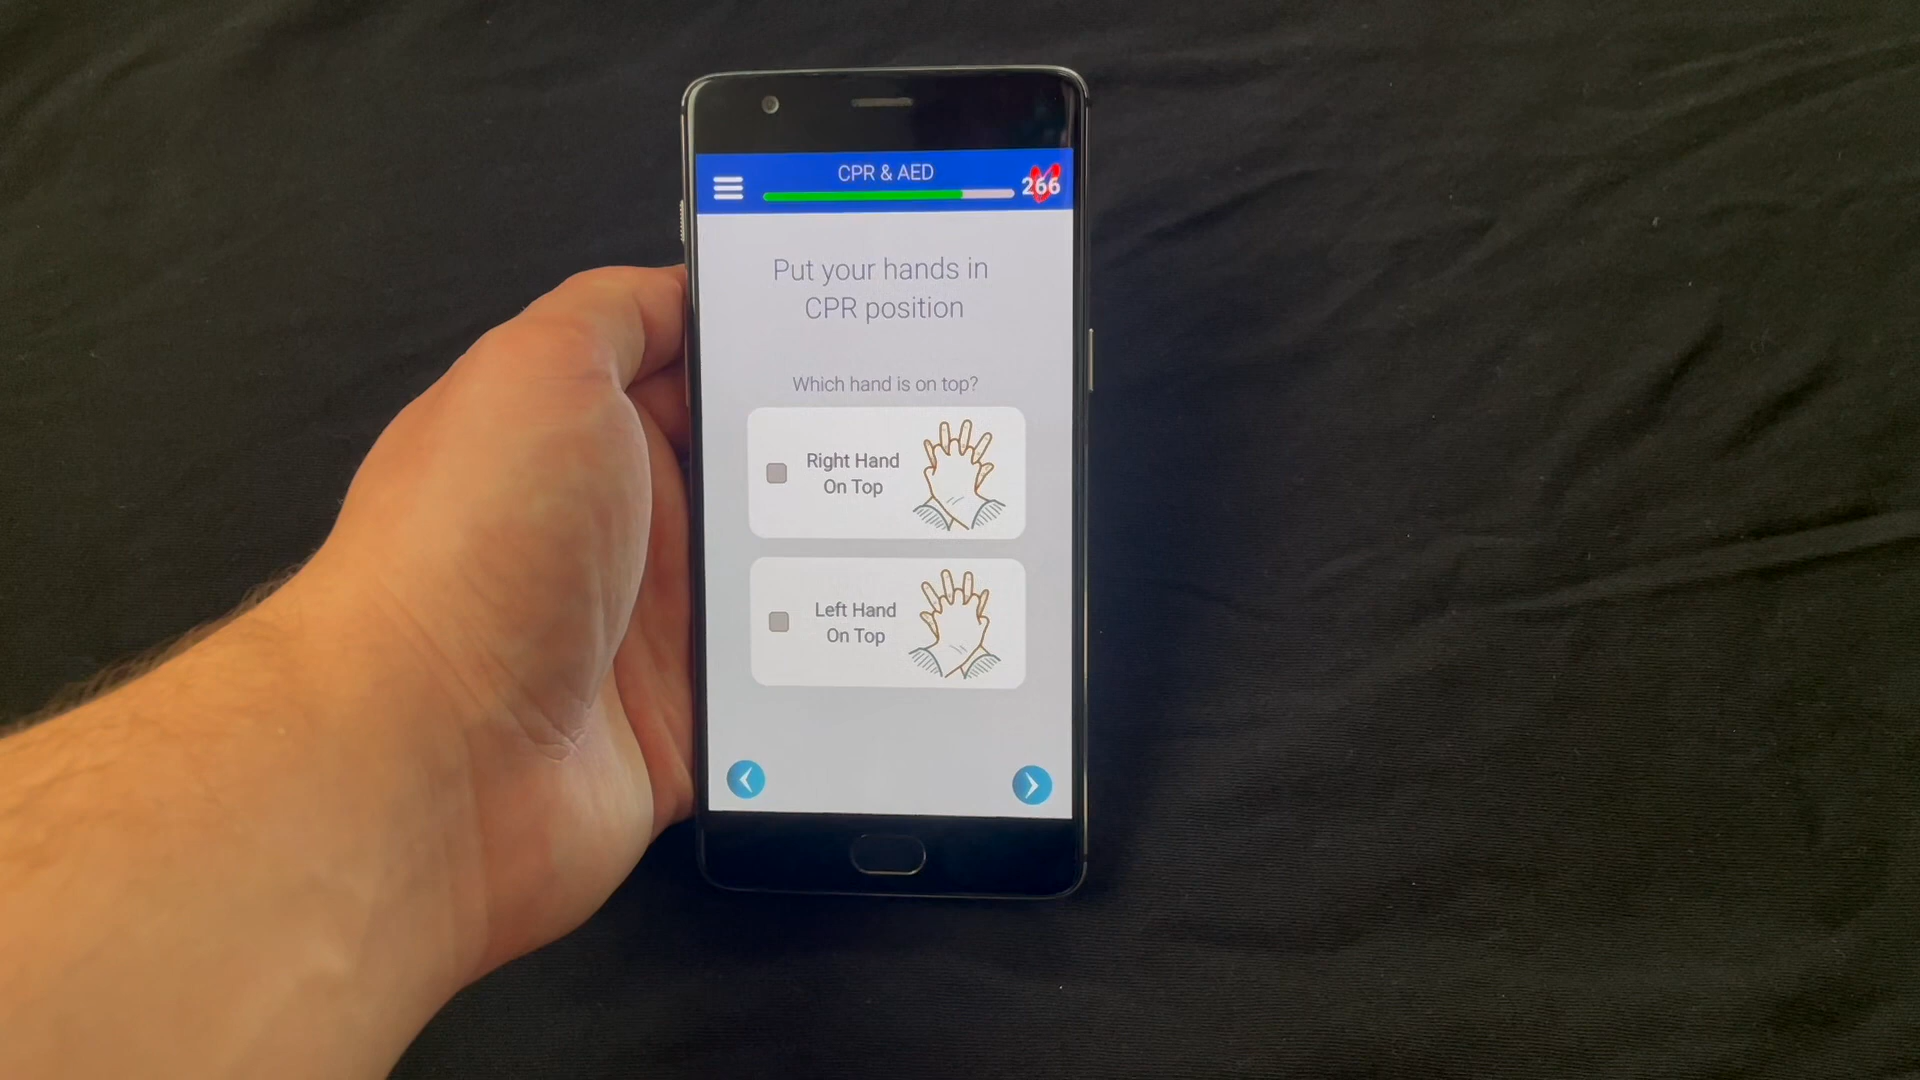 CPR & AED
266
Put your hands in
CPR position
Which hand is on top?
Right Hand
On Top
Left Hand
On Top